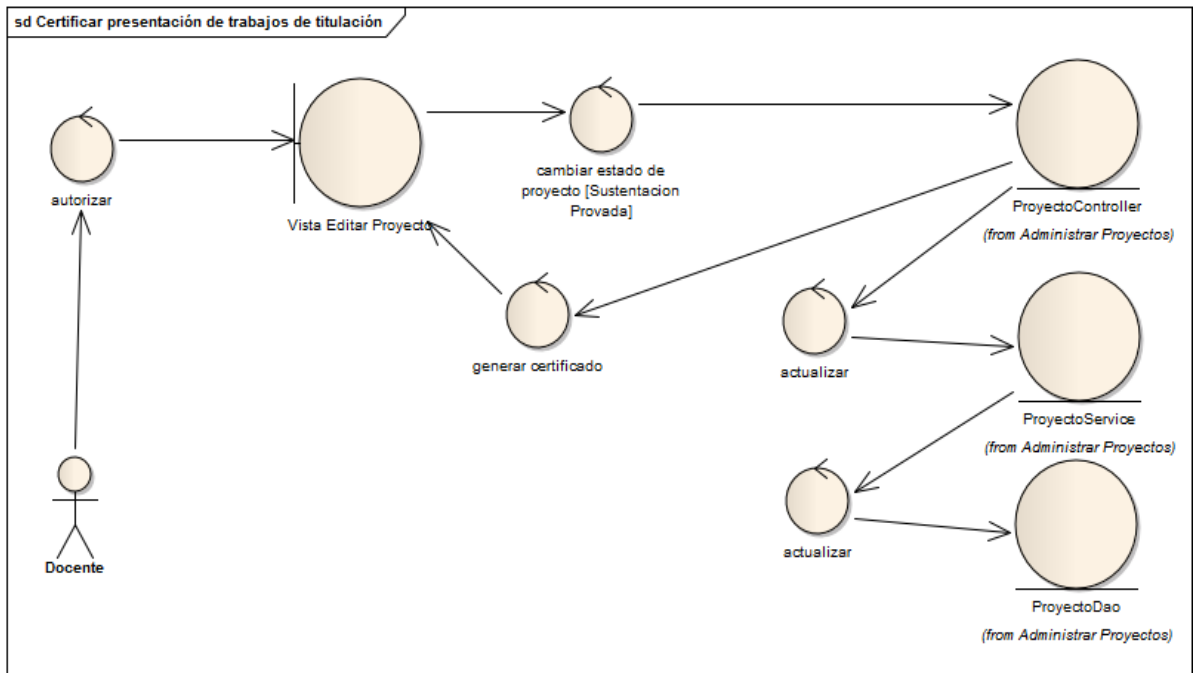 sd Certificar presentación de trabajos de titulación
autorizar
Vista Editar Proyecto
cambiar estado de
proyecto [Sustentacion
Provada]
ProyectoController
(from Administrar Proyectos)
generar certificado
actualizar
ProyectoService
(from Administrar Proyectos)
actualizar
Docente
ProyectoDao
(from Administrar Proyectos)